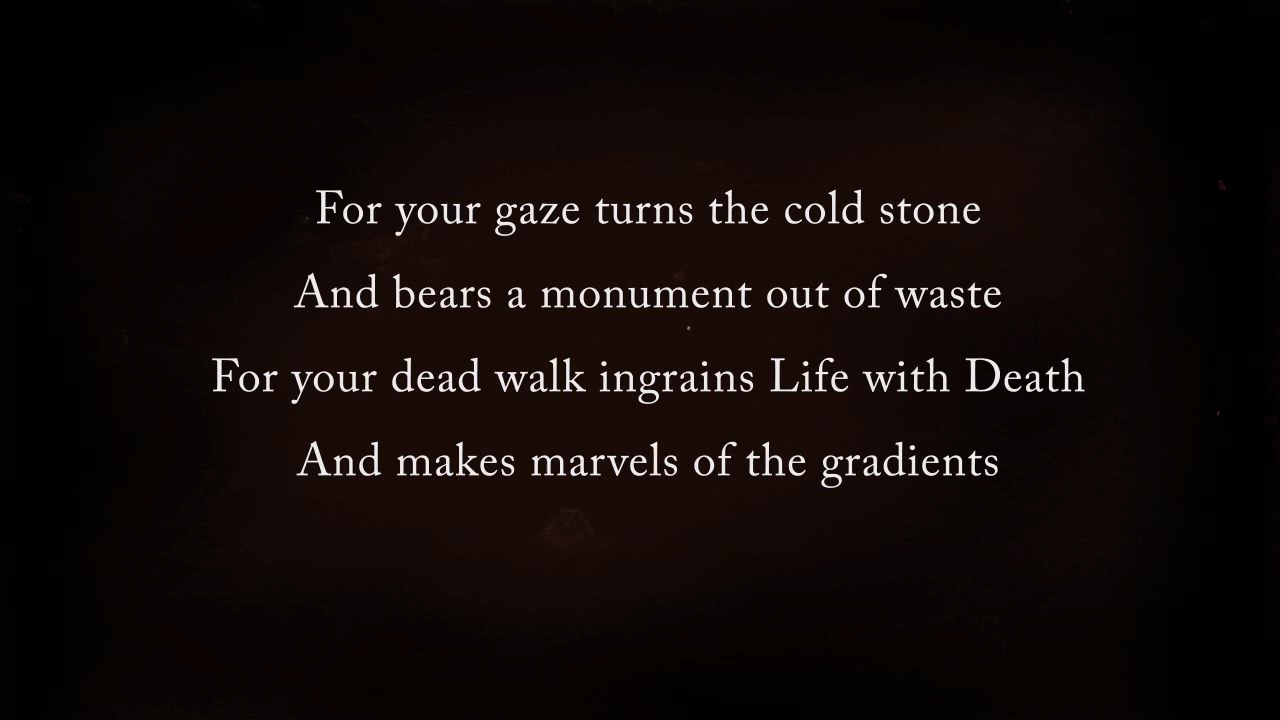 For your gaze turns the cold stone
And bears a monument out of waste
For your dead walk ingrains Life with Death
And makes marvels of the gradients